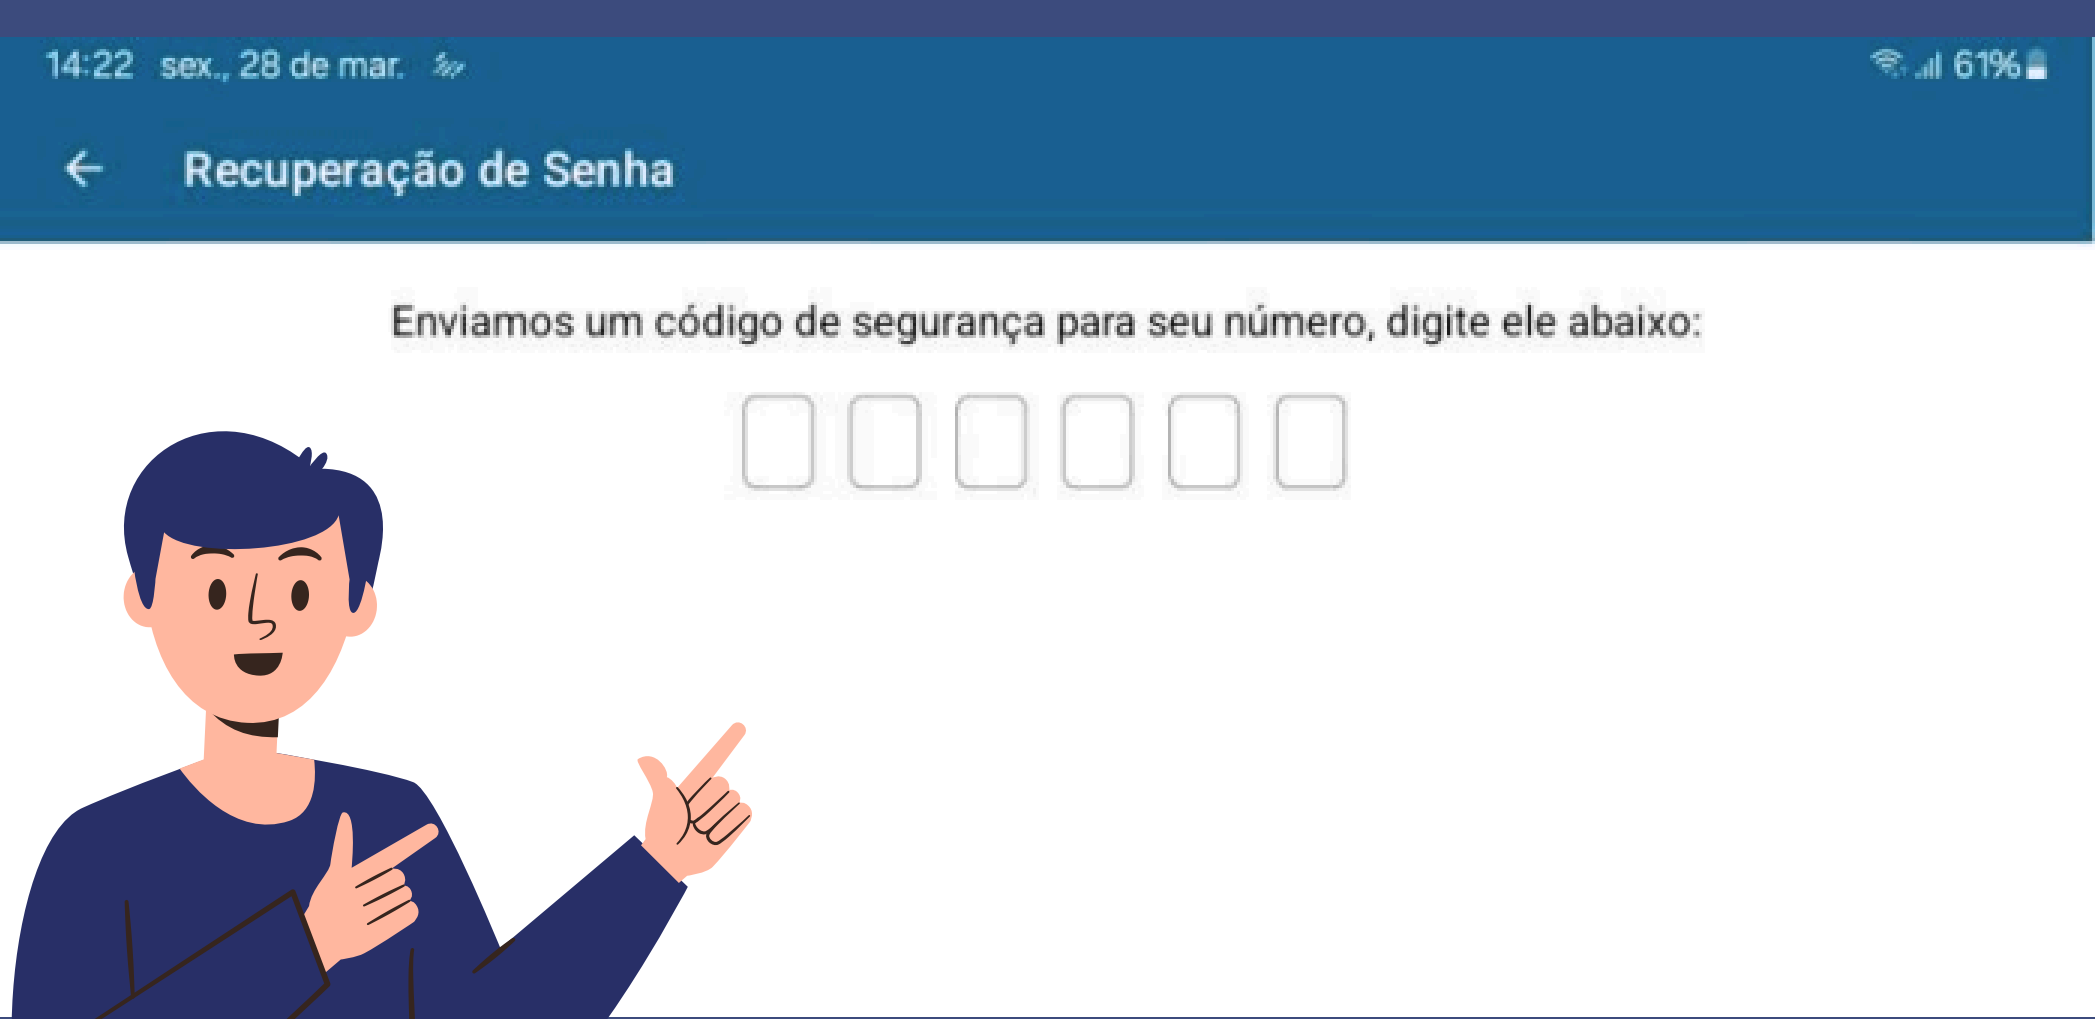 14:22 sex., 28 de mar. 61%
Recuperação de Senha
Enviamos um código de segurança para seu número, digite ele abaixo: